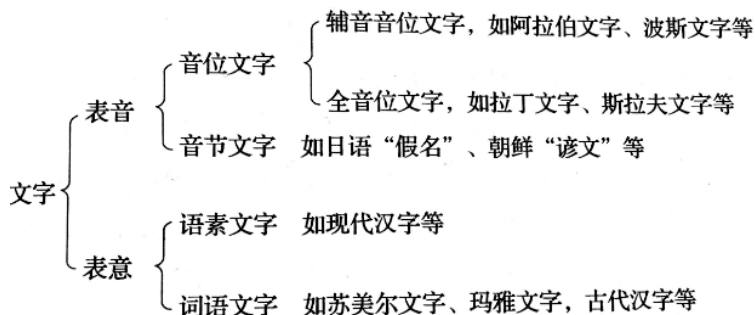 辅音音位文字，如阿拉伯文字、波斯文字等
音位文字
全音位文字，如拉丁文字、斯拉夫文字等
表音
音节文字 如日语“假名”、朝鲜“谚文”等
文字
语素文字 如现代汉字等
表意
词语文字 如苏美尔文字、玛雅文字，古代汉字等